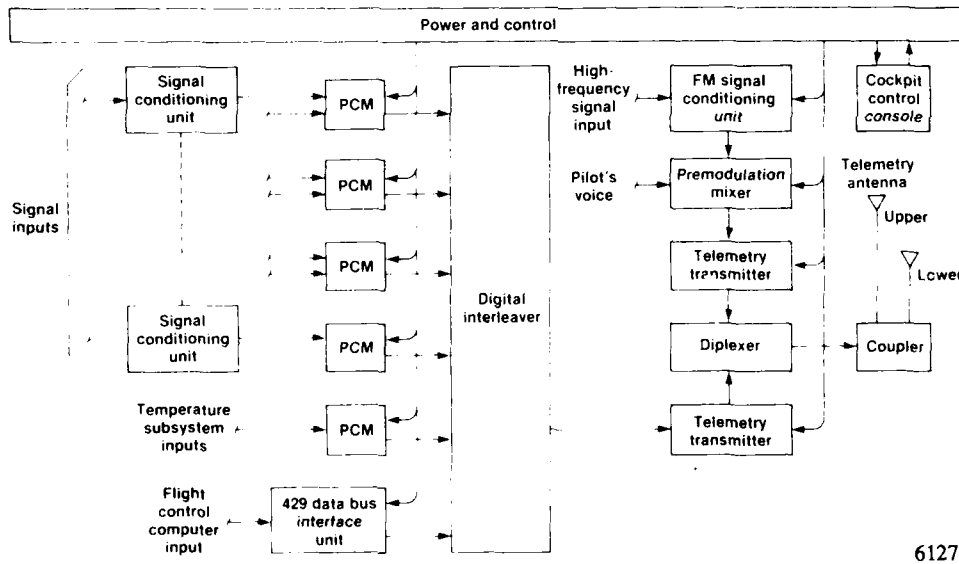 Power and control
Signal
conditioning
unit
PCM
High-
frequency
signal
input
FM signal
conditioning
unit
Cockpit
control
console
PCM
Pilot's
voice
Premodulation
mixer
Telemetry
antenna
Upper
Signal
inputs
PCM
Telemetry
transmitter
Lower
Digital
interleaver
Signal
conditioning
unit
PCM
Diplexer
Coupler
Temperature
subsystem
inputs
PCM
Telemetry
transmitter
Flight
control
computer
input
429 data bus
interface
unit
6127